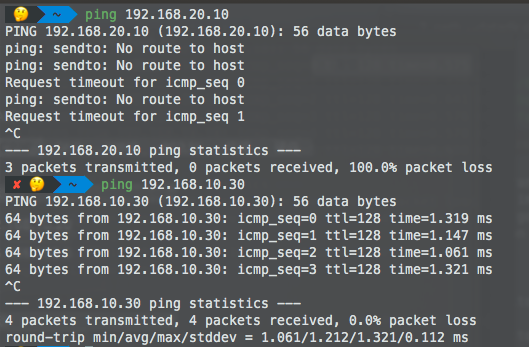 🤔 ~ ping 192.168.20.10
PING 192.168.20.10 (192.168.20.10): 56 data bytes
ping: sendto: No route to host
ping: sendto: No route to host
Request timeout for icmp_seq 0
ping: sendto: No route to host
Request timeout for icmp_seq 1
^C
--- 192.168.20.10 ping statistics ---
3 packets transmitted, 0 packets received, 100.0% packet loss
✘ 🤔 ~ ping 192.168.10.30
PING 192.168.10.30 (192.168.10.30): 56 data bytes
64 bytes from 192.168.10.30: icmp_seq=0 ttl=128 time=1.319 ms
64 bytes from 192.168.10.30: icmp_seq=1 ttl=128 time=1.147 ms
64 bytes from 192.168.10.30: icmp_seq=2 ttl=128 time=1.061 ms
64 bytes from 192.168.10.30: icmp_seq=3 ttl=128 time=1.321 ms
^C
--- 192.168.10.30 ping statistics ---
4 packets transmitted, 4 packets received, 0.0% packet loss
round-trip min/avg/max/stddev = 1.061/1.212/1.321/0.112 ms